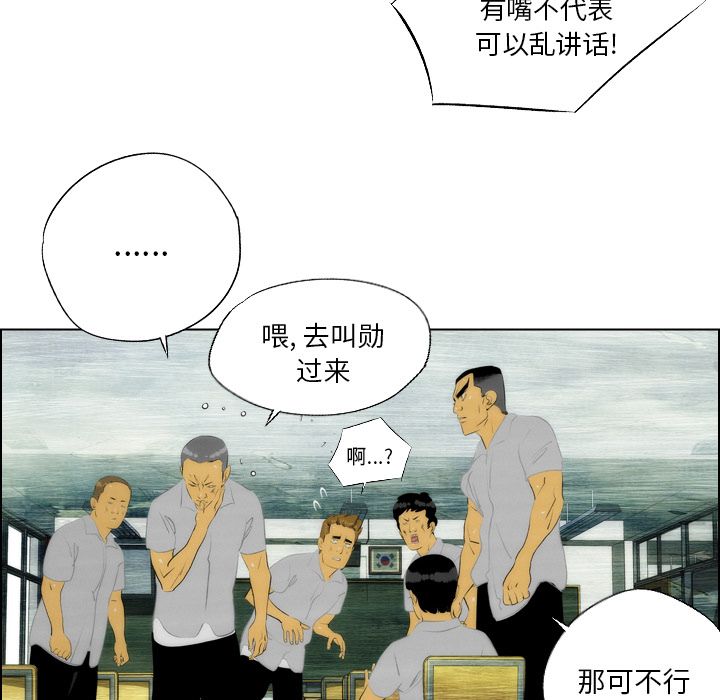 有嘴不代表
可以乱讲话!
......
喂, 去叫勋
过来
啊...?
那可不行